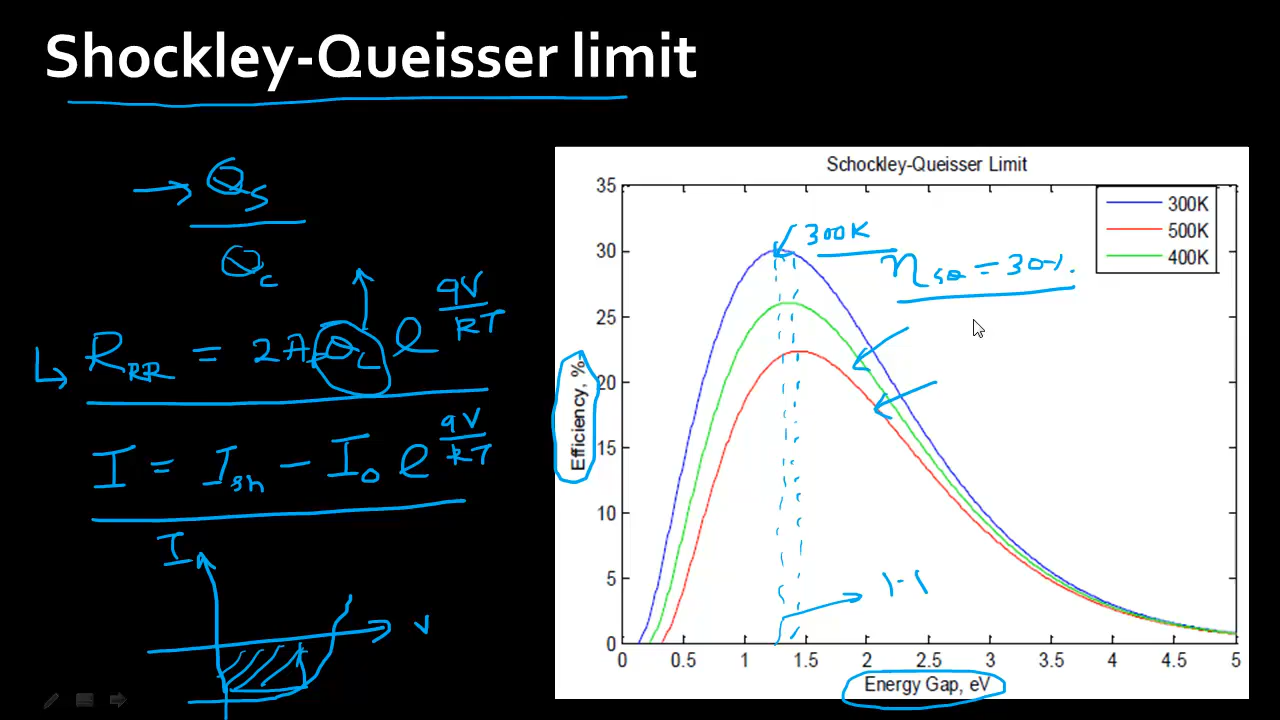 Shockley-Queisser limit
Q_S
Q_c
R_RR = 2A Q_c e^(qV/kT)
I = I_sh - I_0 e^(qV/kT)
I
V
Schockley-Queisser Limit
300K
500K
400K
300K
η_SQ = 30%.
1.1
Efficiency, %
35
30
25
20
15
10
5
0
0 0.5 1 1.5 2 2.5 3 3.5 4 4.5 5
Energy Gap, eV